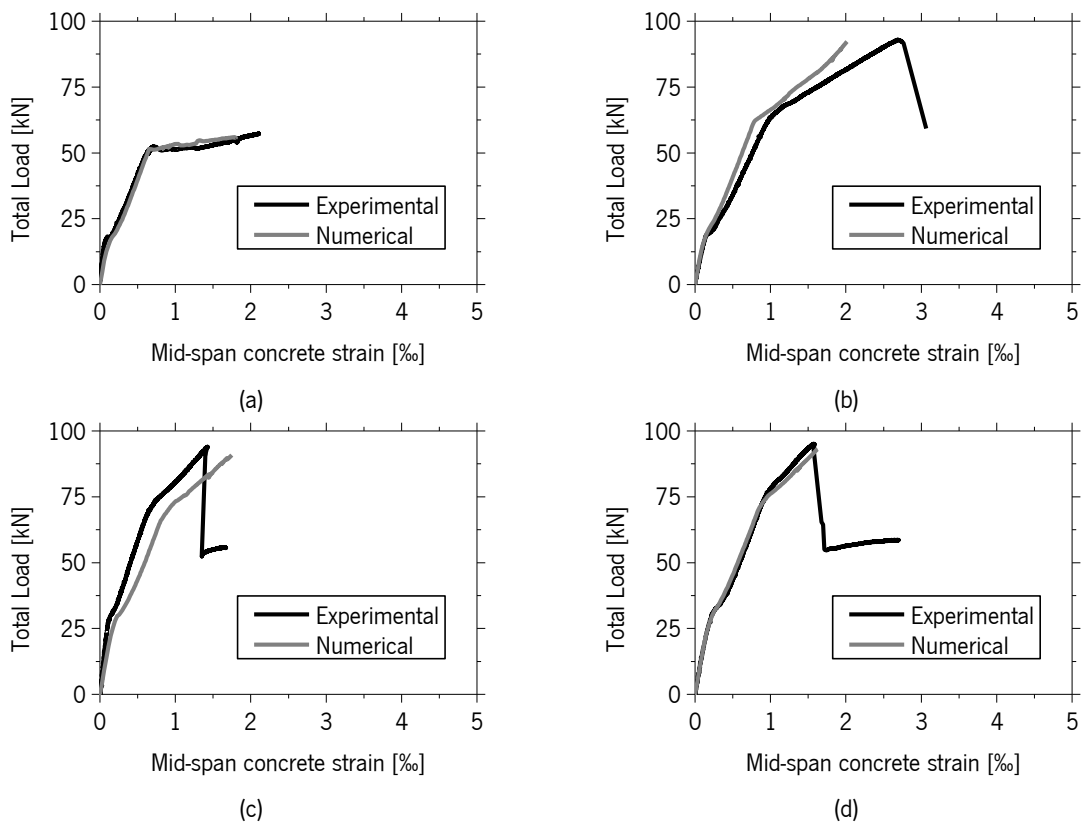 100
75
50
25
0
Total Load [kN]
Experimental
Numerical
0 1 2 3 4 5
Mid-span concrete strain [‰]
(a)
100
75
50
25
0
Total Load [kN]
Experimental
Numerical
0 1 2 3 4 5
Mid-span concrete strain [‰]
(b)
100
75
50
25
0
Total Load [kN]
Experimental
Numerical
0 1 2 3 4 5
Mid-span concrete strain [‰]
(c)
100
75
50
25
0
Total Load [kN]
Experimental
Numerical
0 1 2 3 4 5
Mid-span concrete strain [‰]
(d)